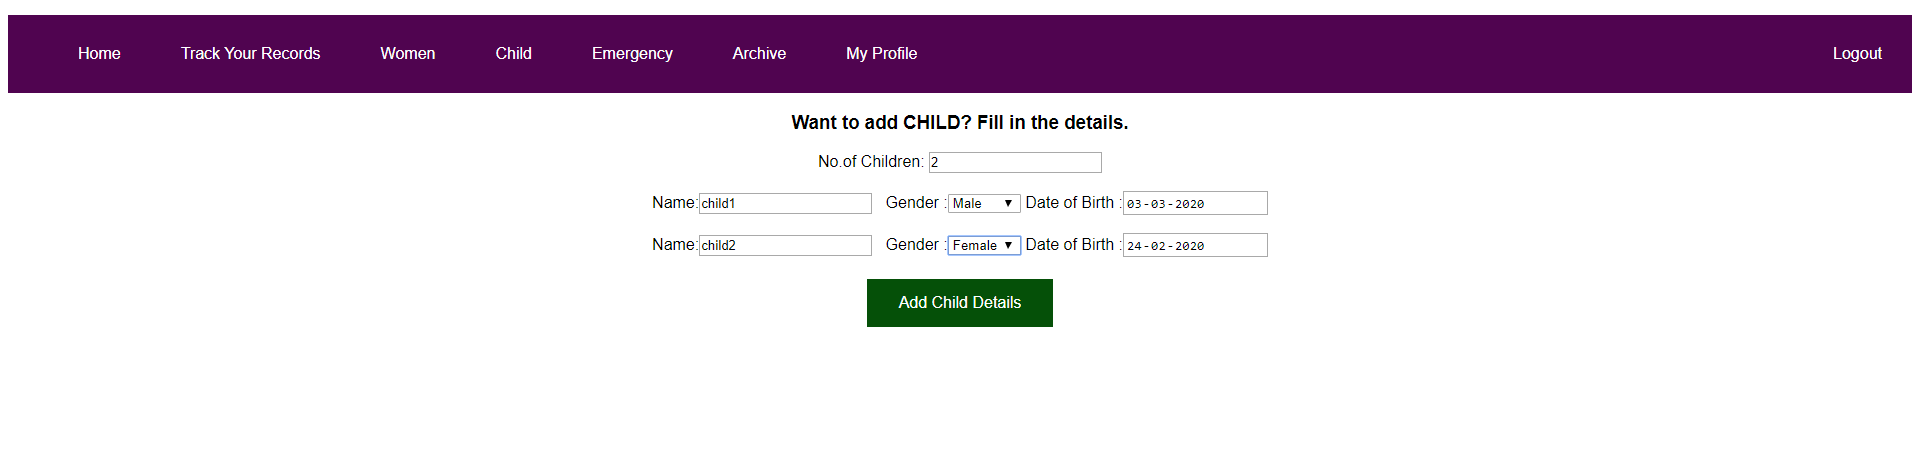 Home Track Your Records Women Child Emergency Archive My Profile Logout
Want to add CHILD? Fill in the details.
No.of Children: 2
Name: child1 Gender : Male Date of Birth : 03-03-2020
Name: child2 Gender : Female Date of Birth : 24-02-2020
Add Child Details